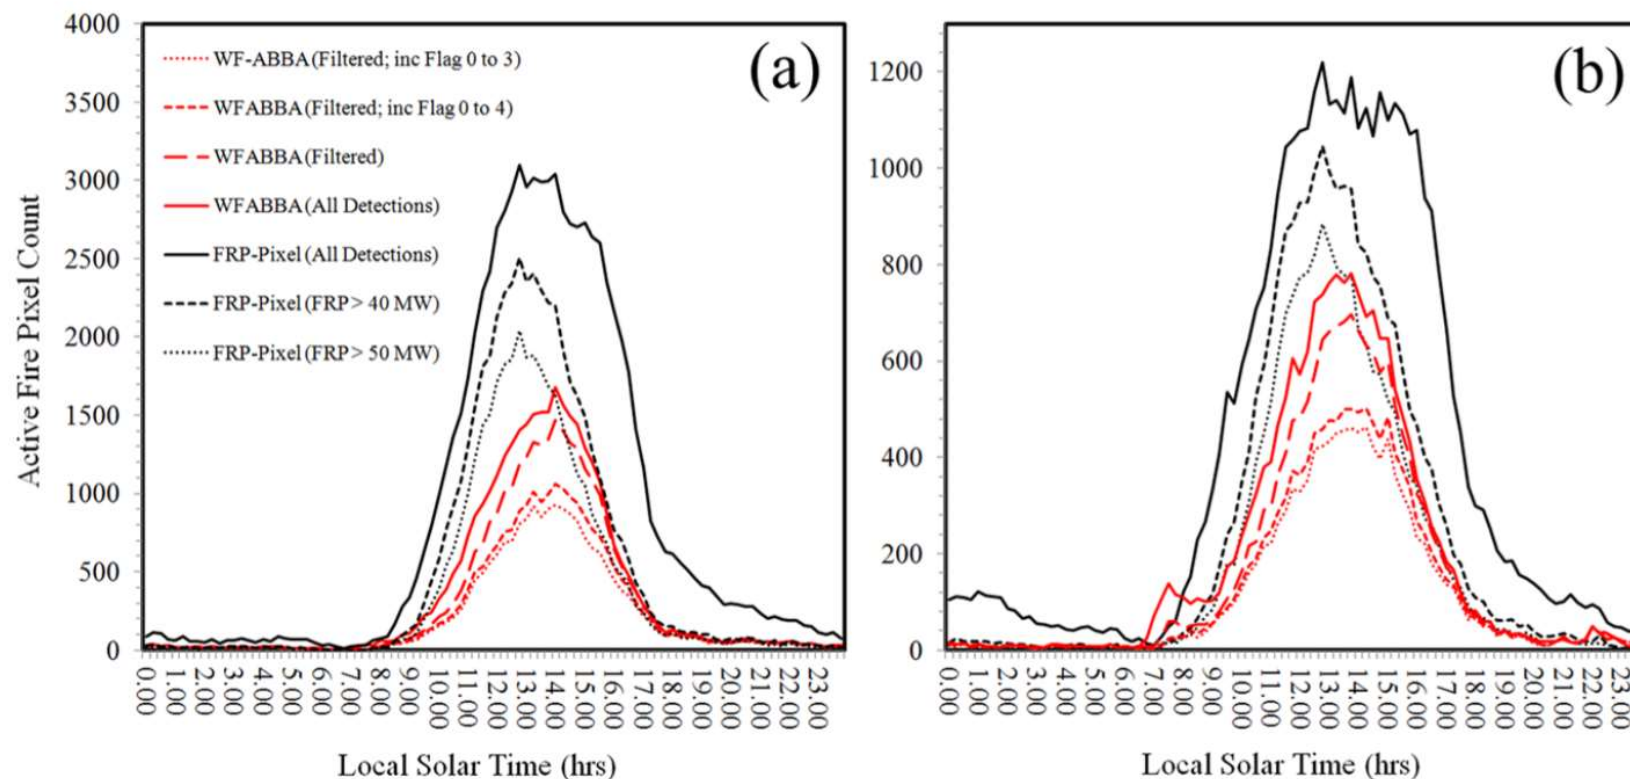 4000
3500
3000
2500
2000
1500
1000
500
0
Active Fire Pixel Count
WF-ABBA (Filtered; inc Flag 0 to 3)
WFABBA (Filtered; inc Flag 0 to 4)
WFABBA (Filtered)
WFABBA (All Detections)
FRP-Pixel (All Detections)
FRP-Pixel (FRP > 40 MW)
FRP-Pixel (FRP > 50 MW)
(a)
0.00 1.00 2.00 3.00 4.00 5.00 6.00 7.00 8.00 9.00 10.00 11.00 12.00 13.00 14.00 15.00 16.00 17.00 18.00 19.00 20.00 21.00 22.00 23.00
Local Solar Time (hrs)
1200
1000
800
600
400
200
0
(b)
0.00 1.00 2.00 3.00 4.00 5.00 6.00 7.00 8.00 9.00 10.00 11.00 12.00 13.00 14.00 15.00 16.00 17.00 18.00 19.00 20.00 21.00 22.00 23.00
Local Solar Time (hrs)